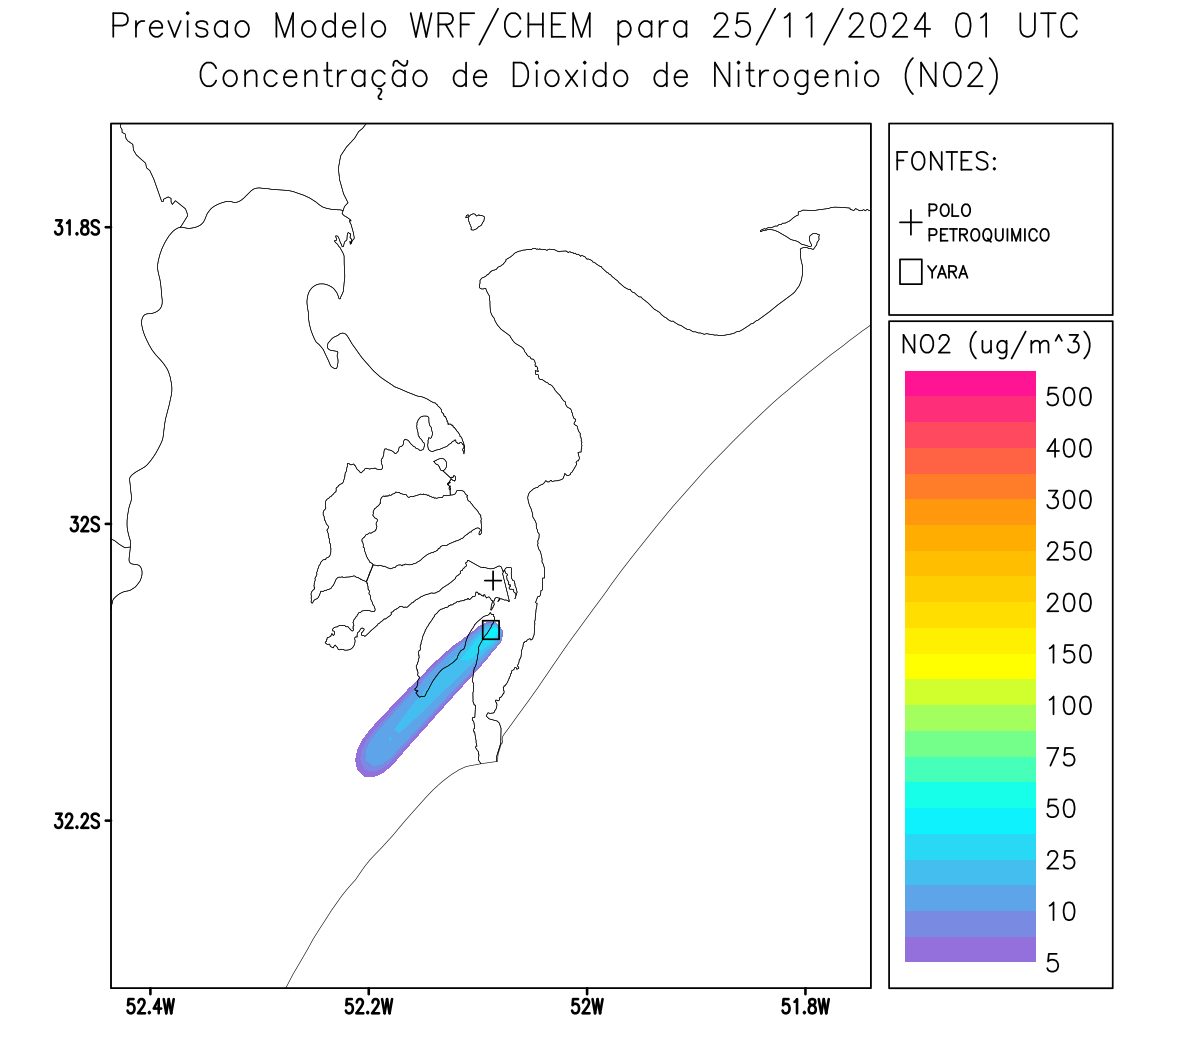 Previsao Modelo WRF/CHEM para 25/11/2024 01 UTC
Concentração de Dioxido de Nitrogenio (NO2)
FONTES:
POLO
PETROQUIMICO
YARA
NO2 (ug/m^3)
500
400
300
250
200
150
100
75
50
25
10
5
31.8S
32S
32.2S
52.4W
52.2W
52W
51.8W